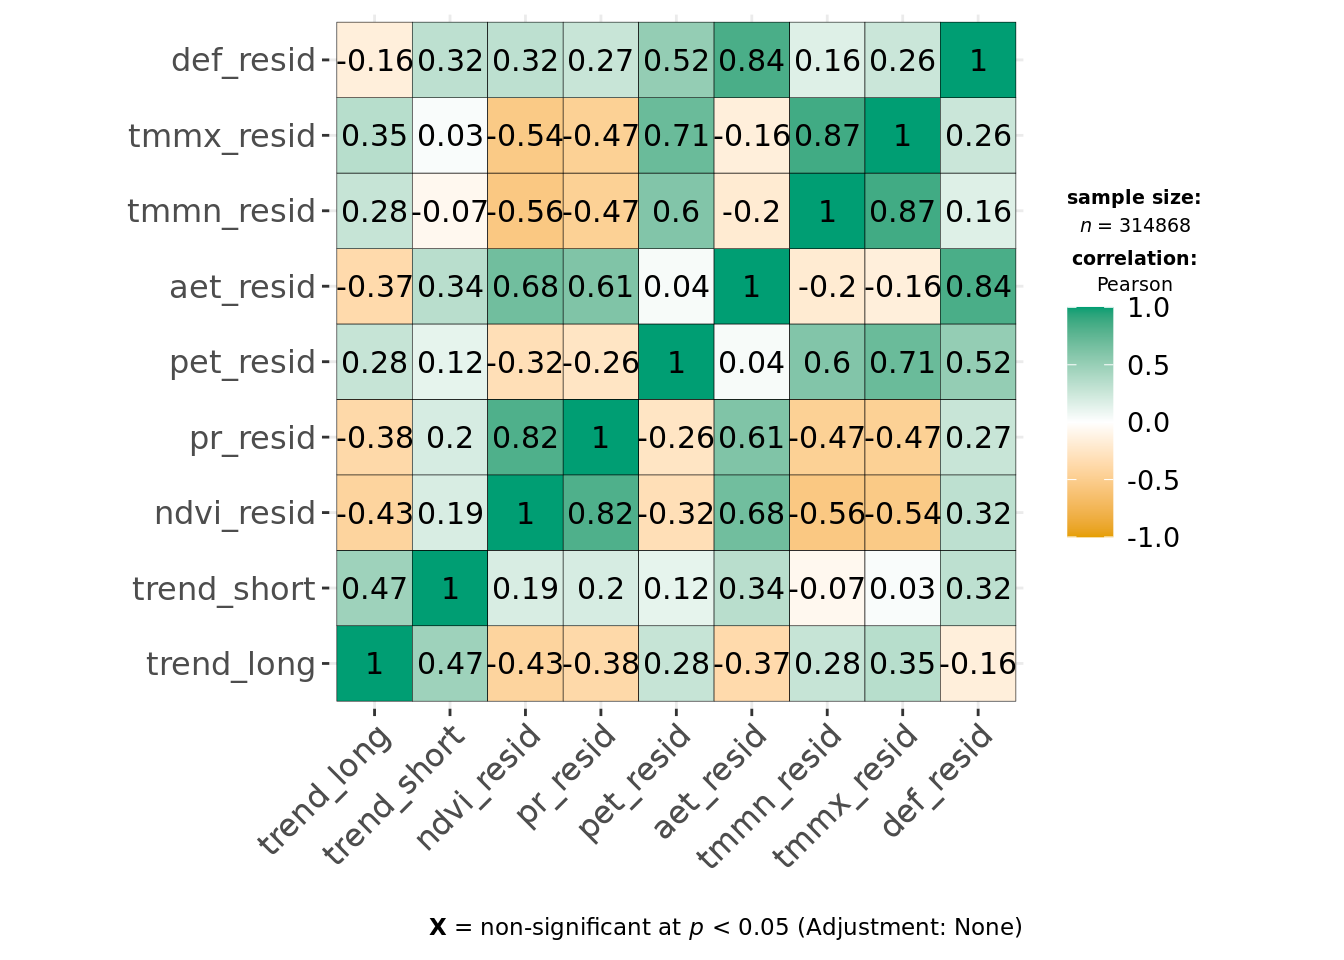 def_resid -0.16 0.32 0.32 0.27 0.52 0.84 0.16 0.26 1
tmmx_resid 0.35 0.03 -0.54 -0.47 0.71 -0.16 0.87 1 0.26
tmmn_resid 0.28 -0.07 -0.56 -0.47 0.6 -0.2 1 0.87 0.16
aet_resid -0.37 0.34 0.68 0.61 0.04 1 -0.2 -0.16 0.84
pet_resid 0.28 0.12 -0.32 -0.26 1 0.04 0.6 0.71 0.52
pr_resid -0.38 0.2 0.82 1 -0.26 0.61 -0.47 -0.47 0.27
ndvi_resid -0.43 0.19 1 0.82 -0.32 0.68 -0.56 -0.54 0.32
trend_short 0.47 1 0.19 0.2 0.12 0.34 -0.07 0.03 0.32
trend_long 1 0.47 -0.43 -0.38 0.28 -0.37 0.28 0.35 -0.16
trend_long
trend_short
ndvi_resid
pr_resid
pet_resid
aet_resid
tmmn_resid
tmmx_resid
def_resid
sample size:
n = 314868
correlation:
Pearson
1.0
0.5
0.0
-0.5
-1.0
X = non-significant at p < 0.05 (Adjustment: None)